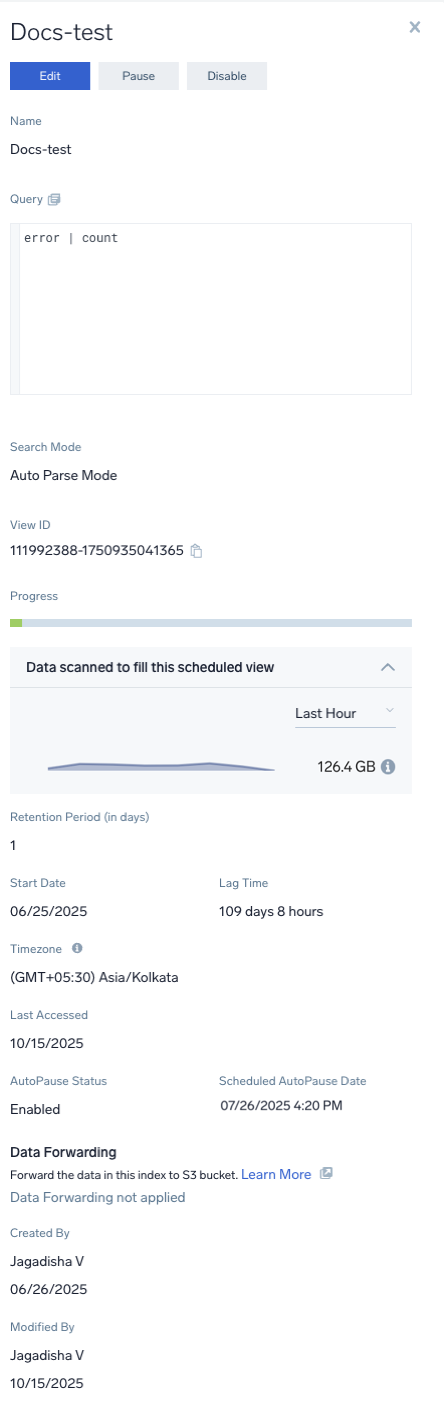 Docs-test
Edit Pause Disable
Name
Docs-test
Query
error | count
Search Mode
Auto Parse Mode
View ID
111992388-1750935041365
Progress
Data scanned to fill this scheduled view
Last Hour
126.4 GB
Retention Period (in days)
1
Start Date Lag Time
06/25/2025 109 days 8 hours
Timezone
(GMT+05:30) Asia/Kolkata
Last Accessed
10/15/2025
AutoPause Status Scheduled AutoPause Date
Enabled 07/26/2025 4:20 PM
Data Forwarding
Forward the data in this index to S3 bucket. Learn More
Data Forwarding not applied
Created By
Jagadisha V
06/26/2025
Modified By
Jagadisha V
10/15/2025